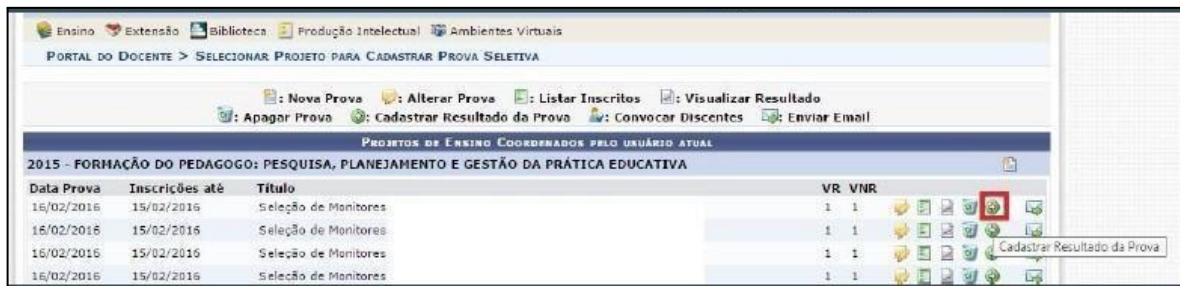 Ensino Extensão Biblioteca Produção Intelectual Ambientes Virtuais
PORTAL DO DOCENTE > SELECIONAR PROJETO PARA CADASTRAR PROVA SELETIVA
: Nova Prova : Alterar Prova : Listar Inscritos : Visualizar Resultado
: Apagar Prova : Cadastrar Resultado da Prova : Convocar Discentes : Enviar Email
PROJETOS DE ENSINO COORDENADOS PELO USUÁRIO ATUAL
2015 - FORMAÇÃO DO PEDAGOGO: PESQUISA, PLANEJAMENTO E GESTÃO DA PRÁTICA EDUCATIVA
Data Prova Inscrições até Título VR VNR
16/02/2016 15/02/2016 Seleção de Monitores 1 1
16/02/2016 15/02/2016 Seleção de Monitores 1 1
Cadastrar Resultado da Prova
16/02/2016 15/02/2016 Seleção de Monitores 1 1
16/02/2016 15/02/2016 Seleção de Monitores 1 1